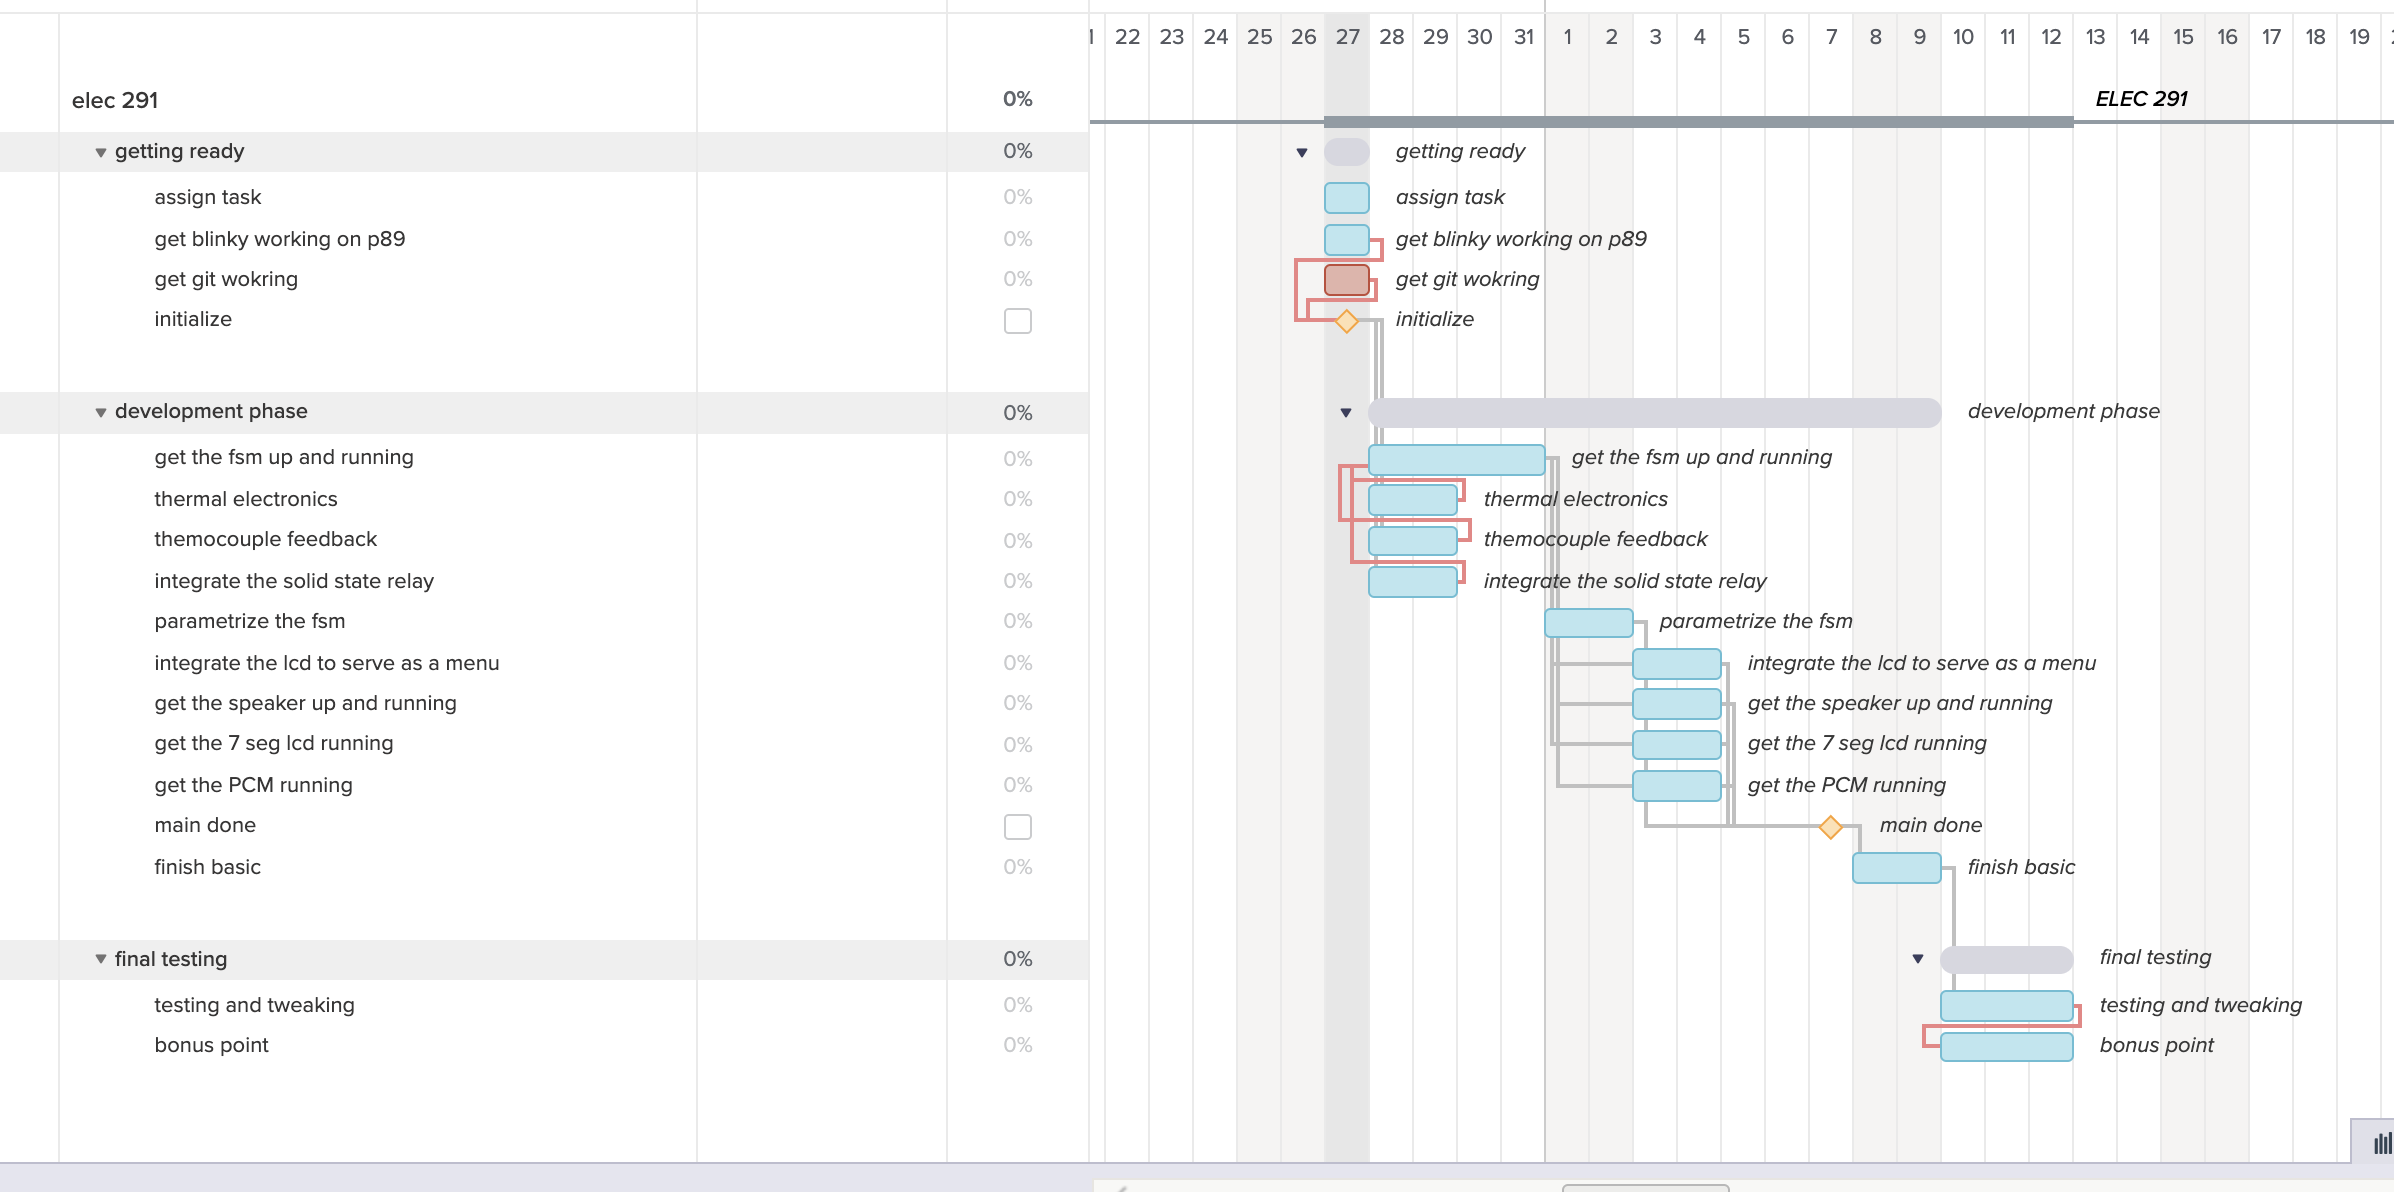 22 23 24 25 26 27 28 29 30 31 1 2 3 4 5 6 7 8 9 10 11 12 13 14 15 16 17 18 19
elec 291 0% ELEC 291
getting ready 0% getting ready
assign task 0% assign task
get blinky working on p89 0% get blinky working on p89
get git wokring 0% get git wokring
initialize initialize
development phase 0% development phase
get the fsm up and running 0% get the fsm up and running
thermal electronics 0% thermal electronics
themocouple feedback 0% themocouple feedback
integrate the solid state relay 0% integrate the solid state relay
parametrize the fsm 0% parametrize the fsm
integrate the lcd to serve as a menu 0% integrate the lcd to serve as a menu
get the speaker up and running 0% get the speaker up and running
get the 7 seg lcd running 0% get the 7 seg lcd running
get the PCM running 0% get the PCM running
main done main done
finish basic 0% finish basic
final testing 0% final testing
testing and tweaking 0% testing and tweaking
bonus point 0% bonus point